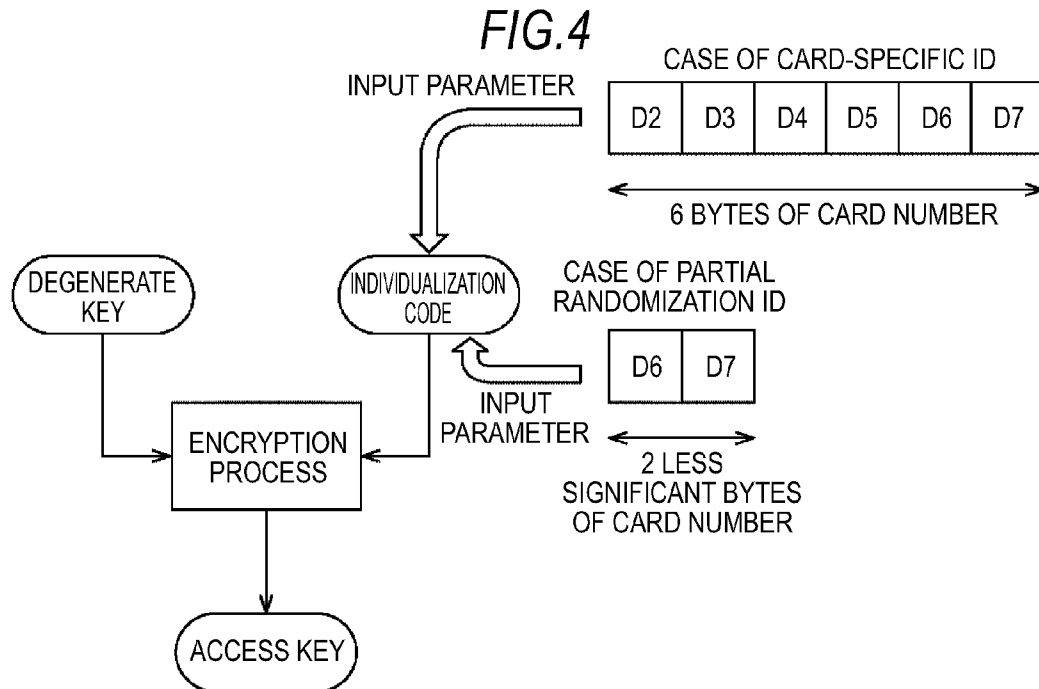 FIG.4
CASE OF CARD-SPECIFIC ID
INPUT PARAMETER
D2 D3 D4 D5 D6 D7
6 BYTES OF CARD NUMBER
DEGENERATE
KEY
INDIVIDUALIZATION
CODE
CASE OF PARTIAL
RANDOMIZATION ID
D6 D7
INPUT
PARAMETER
2 LESS
SIGNIFICANT BYTES
OF CARD NUMBER
ENCRYPTION
PROCESS
ACCESS KEY